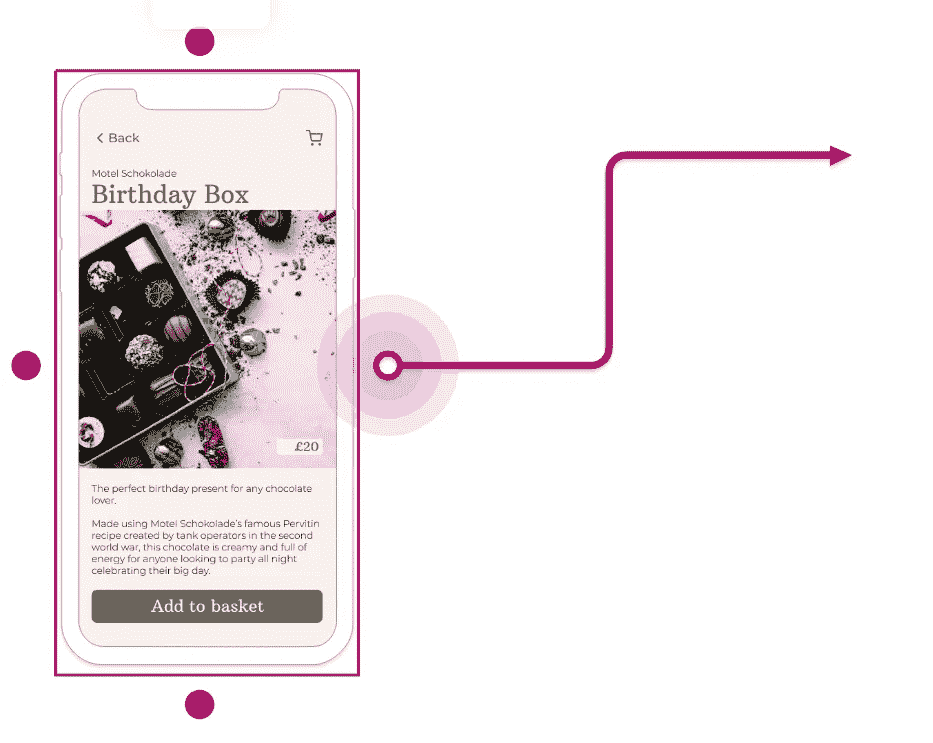 Back
Motel Schokolade
Birthday Box
£20
The perfect birthday present for any chocolate
lover.
Made using Motel Schokolade's famous Pervitin
recipe created by tank operators in the second
world war, this chocolate is creamy and full of
energy for anyone looking to party all night
celebrating their big day.
Add to basket